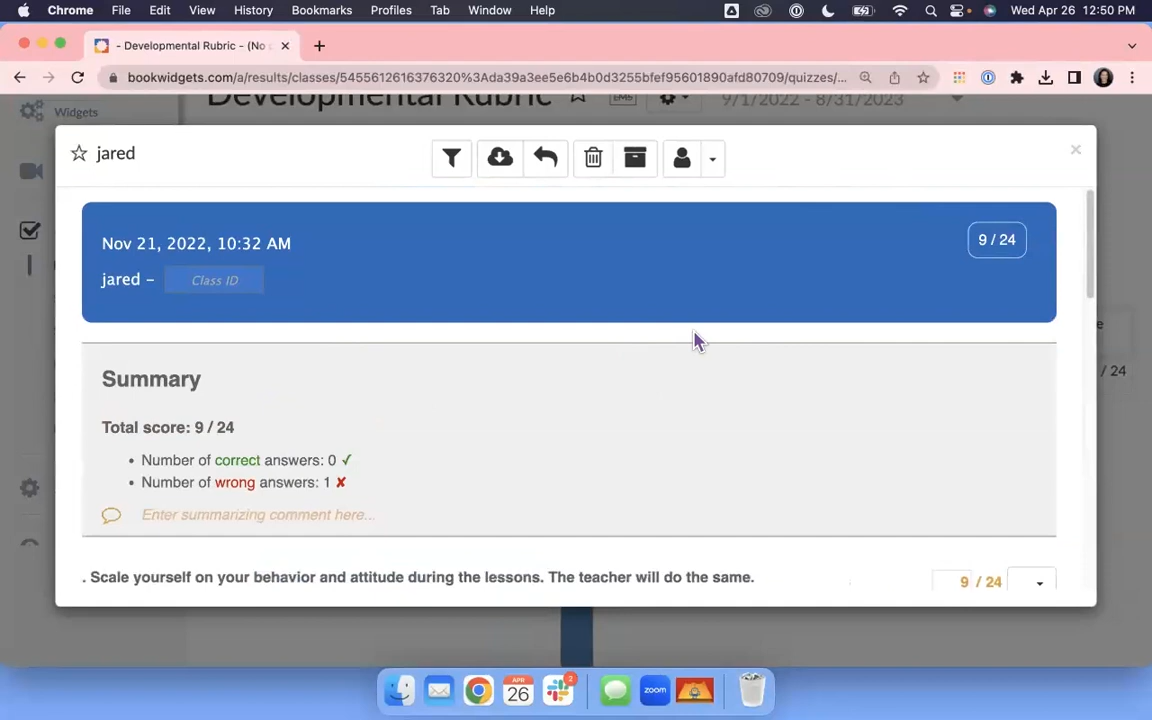 Chrome File Edit View History Bookmarks Profiles Tab Window Help Wed Apr 26 12:50 PM
- Developmental Rubric - (No c
bookwidgets.com/a/results/classes/5455612616376320%3Ada39a3ee5e6b4b0d3255bfef95601890afd80709/quizzes/...
Widgets
Developmental Rubric
9/1/2022 - 8/31/2023
jared
Nov 21, 2022, 10:32 AM
9 / 24
jared –
Class ID
Summary
/ 24
Total score: 9 / 24
• Number of correct answers: 0 ✓
• Number of wrong answers: 1 ✘
Enter summarizing comment here...
. Scale yourself on your behavior and attitude during the lessons. The teacher will do the same.
9 / 24
APR
26
2
zoom